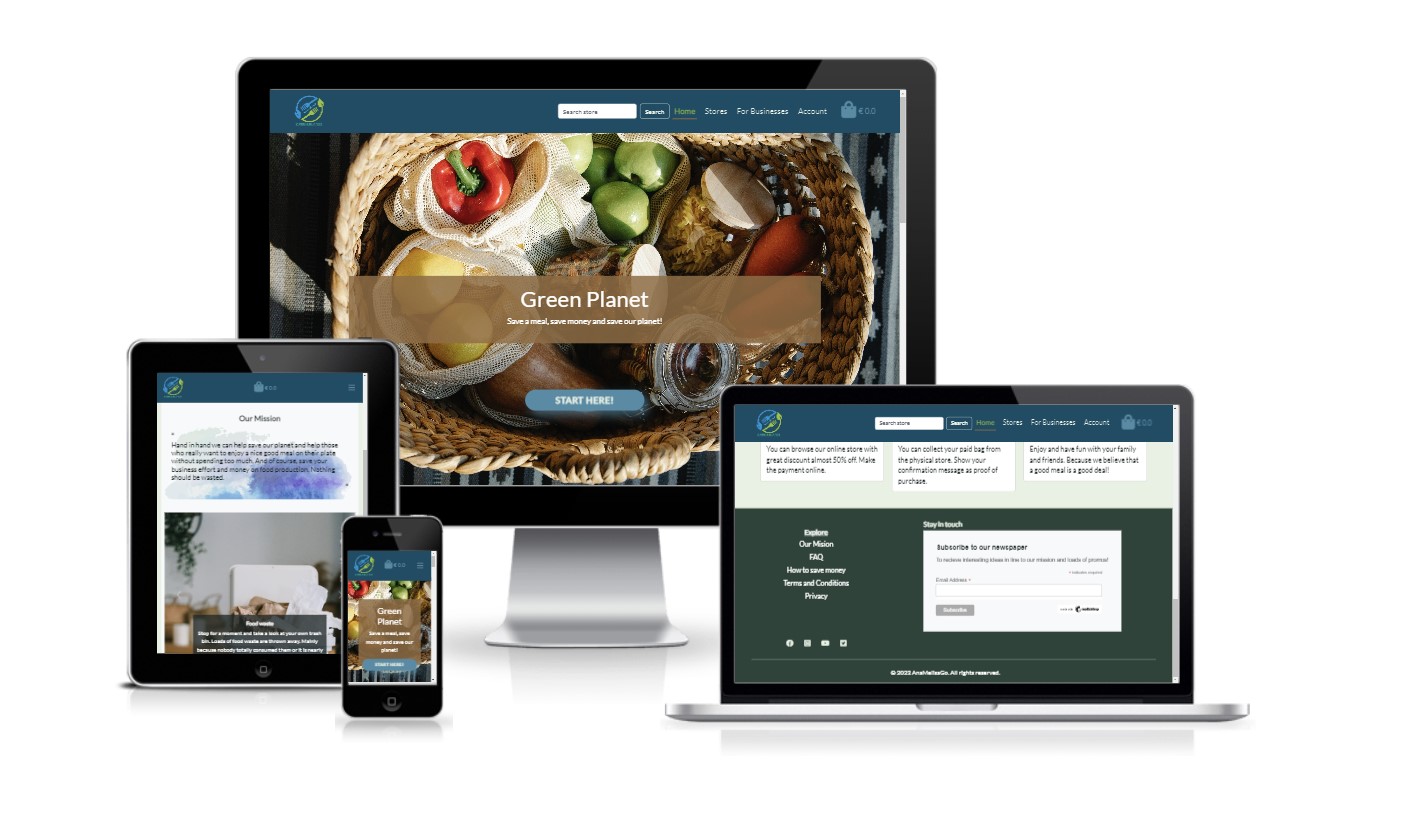 Search store
Search
Home
Stores
For Businesses
Account
€ 0.0
Green Planet
Save a meal, save money and save our planet!
START HERE!
€ 0.0
Our Mission
Hand in hand we can help save our planet and help those
who really want to enjoy a nice good meal on their plate
without spending too much. And of course, save your
business effort and money on food production. Nothing
should be wasted.
Food waste
Stop for a moment and take a look at your own trash
bin. Loads of food waste are thrown away. Mainly
because nobody totally consumed them or it is nearly
€ 0.0
Green
Planet
Save a meal, save
money and save our
planet!
START HERE!
Search store
Search
Home
Stores
For Businesses
Account
€ 0.0
You can browse our online store with
great discount almost 50% off. Make
the payment online.
You can collect your paid bag from
the physical store. Show your
confirmation message as proof of
purchase.
Enjoy and have fun with your family
and friends. Because we believe that
a good meal is a good deal!
Explore
Our Mision
FAQ
How to save money
Terms and Conditions
Privacy
Stay in touch
Subscribe to our newspaper
To recieve interesting ideas in line to our mission and loads of promos!
* indicates required
Email Address *
Subscribe
mailchimp
© 2022 AnaMelissGo. All rights reserved.